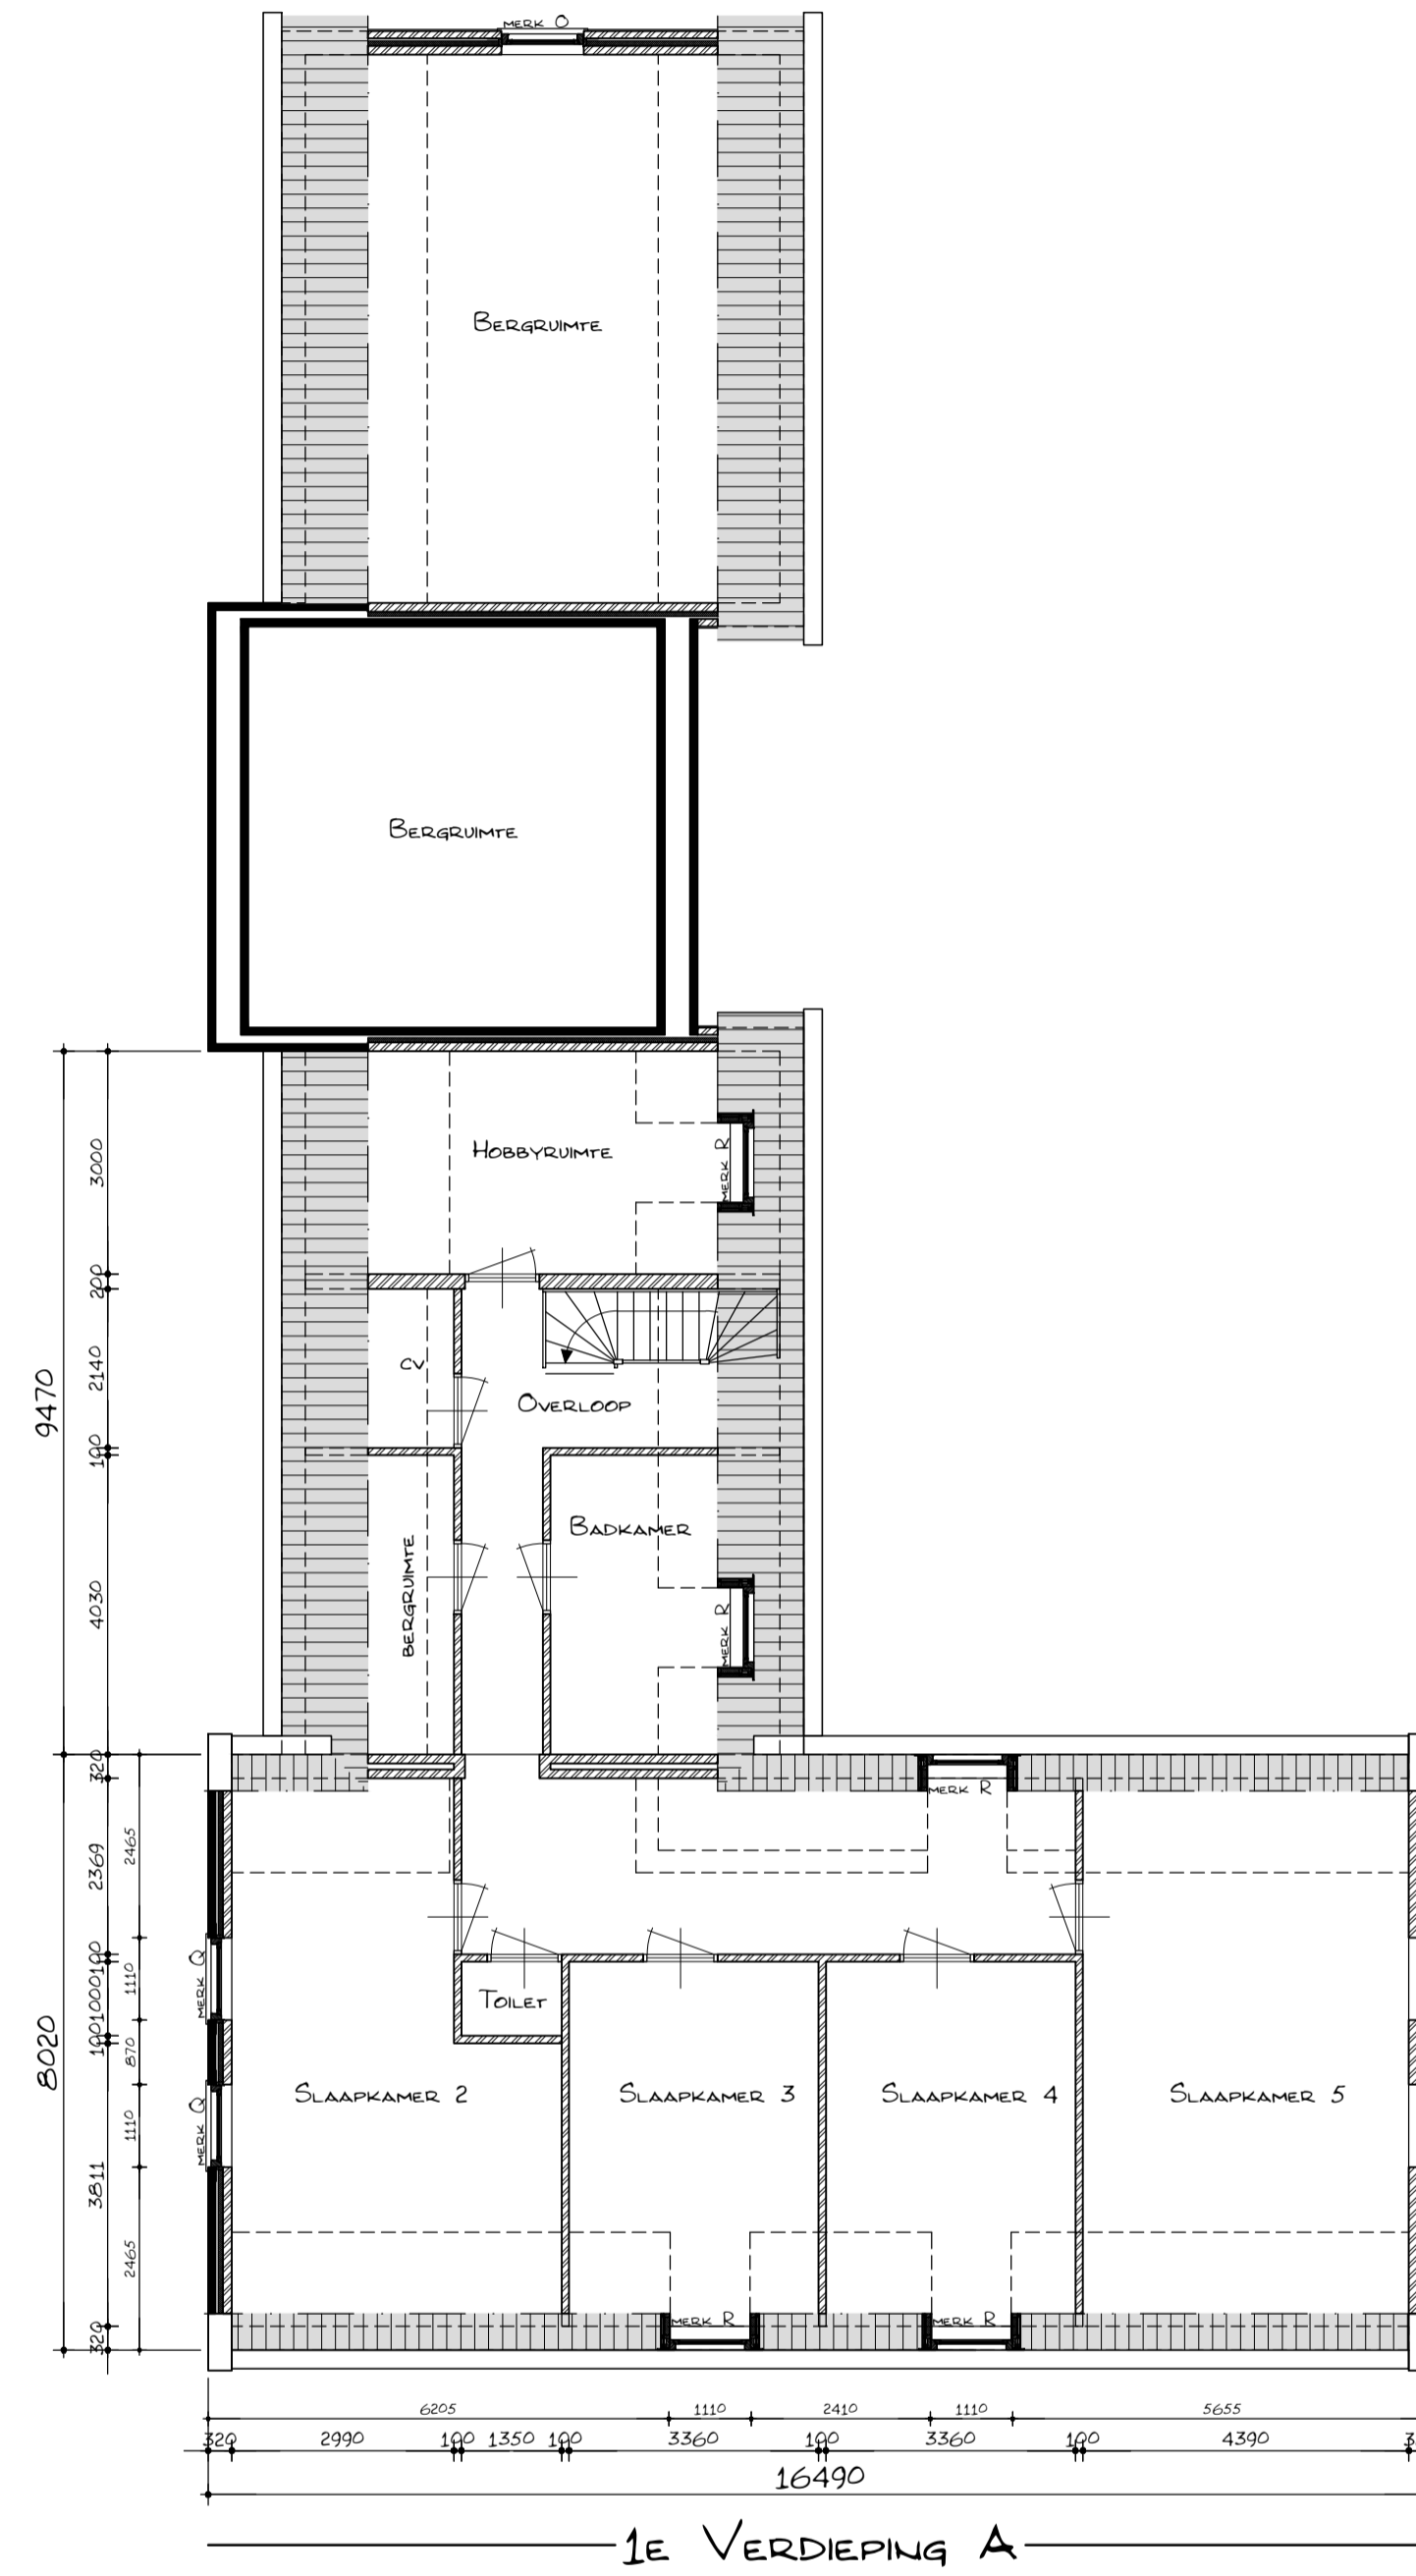 MERK O
BERGRUIMTE
BERGRUIMTE
HOBBYRUIMTE
MERK R
3000
200
CV
2140
OVERLOOP
9470
100
BADKAMER
BERGRUIMTE
4030
MERK R
320
MERK R
2465
2369
MERK Q
100
1110
1000
TOILET
100
870
8020
SLAAPKAMER 2
SLAAPKAMER 3
SLAAPKAMER 4
SLAAPKAMER 5
MERK Q
1110
3811
2465
MERK R
MERK R
320
6205 1110 2410 1110 5655
320 2990 100 1350 100 3360 100 3360 100 4390
16490
1E VERDIEPING A